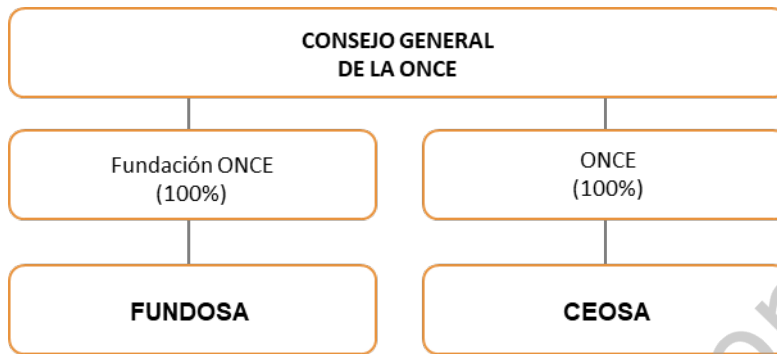 CONSEJO GENERAL
DE LA ONCE
Fundación ONCE
(100%)
ONCE
(100%)
FUNDOSA
CEOSA